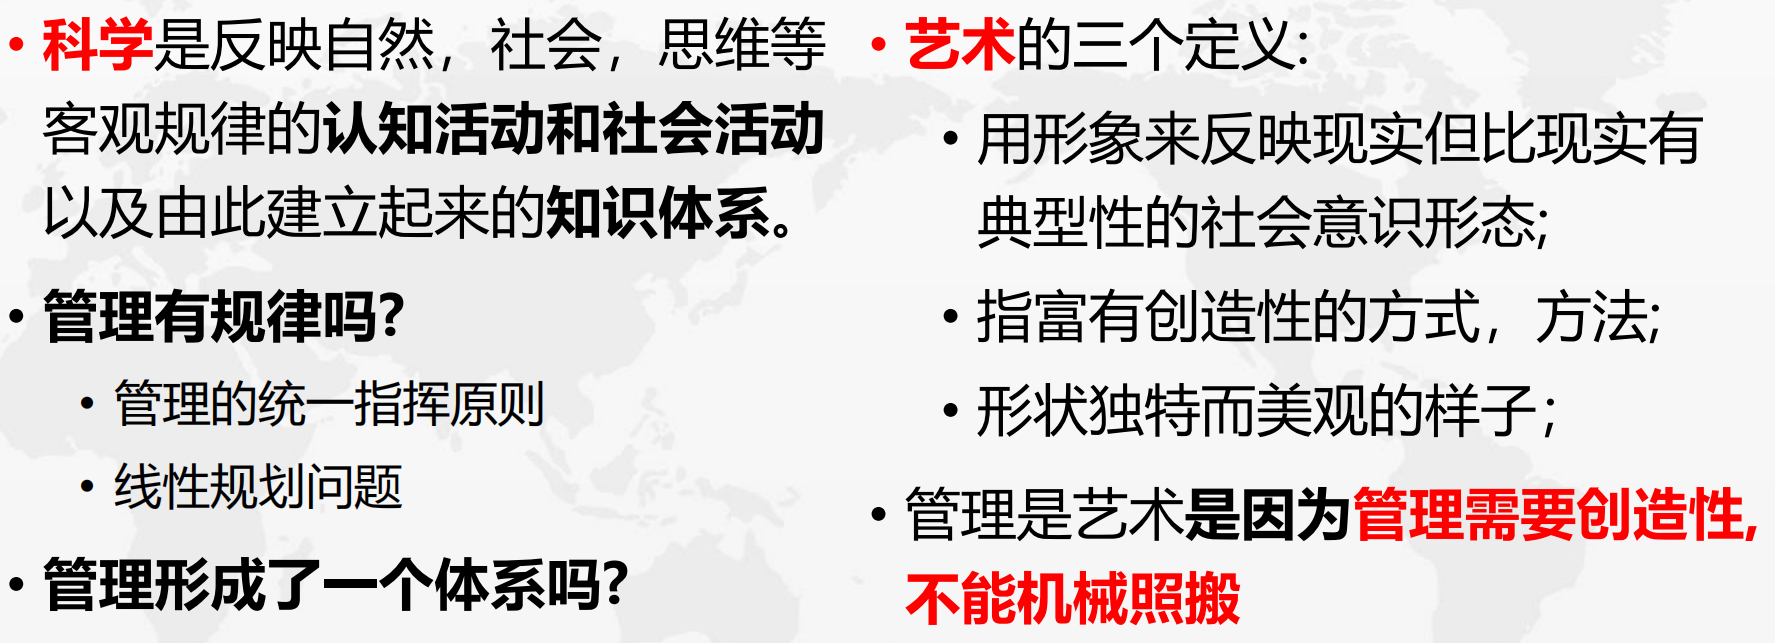 • 科学是反映自然，社会，思维等
客观规律的认知活动和社会活动
以及由此建立起来的知识体系。
• 管理有规律吗?
• 管理的统一指挥原则
• 线性规划问题
• 管理形成了一个体系吗?
• 艺术的三个定义:
• 用形象来反映现实但比现实有
典型性的社会意识形态;
• 指富有创造性的方式，方法;
• 形状独特而美观的样子；
• 管理是艺术是因为管理需要创造性,
不能机械照搬